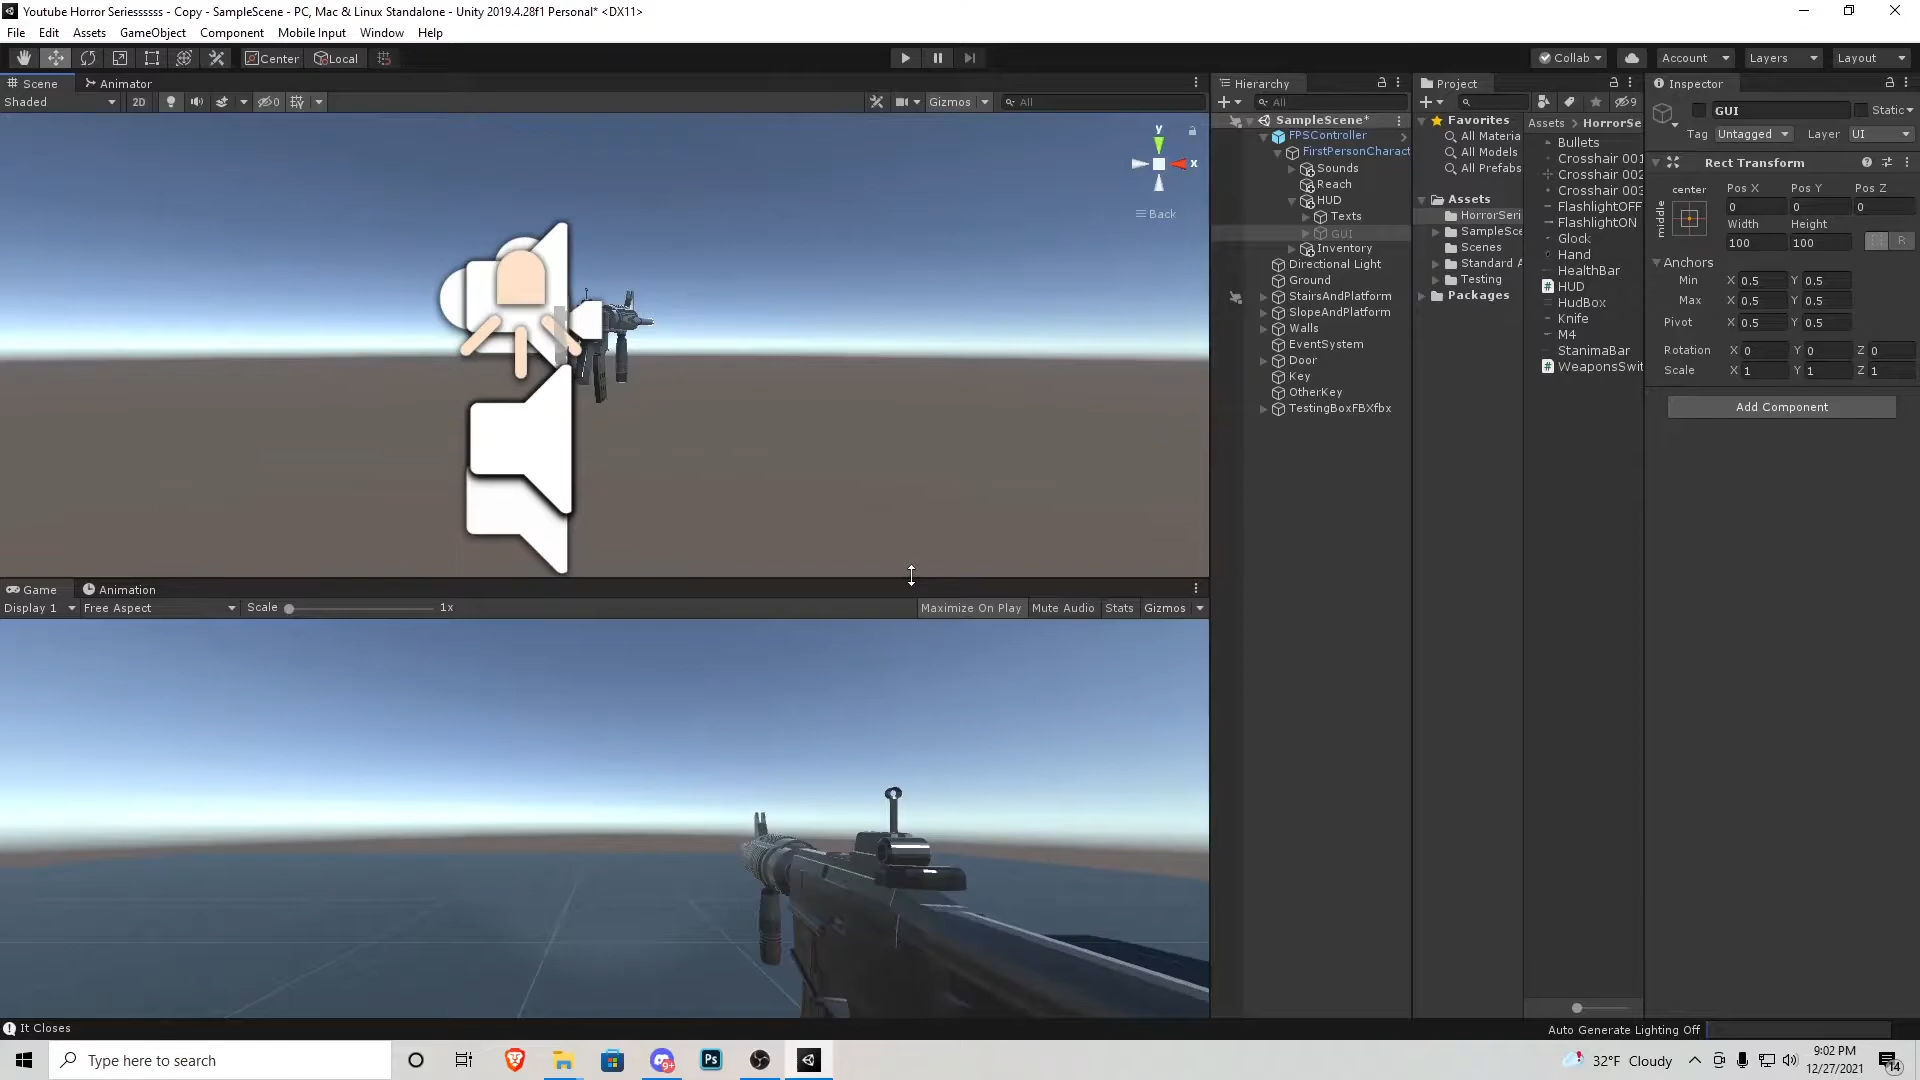 Youtube Horror Seriessssss - Copy - SampleScene - PC, Mac & Linux Standalone - Unity 2019.4.28f1 Personal* <DX11>
File Edit Assets GameObject Component Mobile Input Window Help
Center Local Collab Account Layers Layout
Scene Animator
Shaded 2D 0 Gizmos All
y
x
Back
Game Animation
Display 1 Free Aspect Scale 1x Maximize On Play Mute Audio Stats Gizmos
Hierarchy
All
SampleScene*
FPSController
FirstPersonCharact
Sounds
Reach
HUD
Texts
GUI
Inventory
Directional Light
Ground
StairsAndPlatform
SlopeAndPlatform
Walls
EventSystem
Door
Key
OtherKey
TestingBoxFBXfbx
Project
9
Favorites
All Materia
All Models
All Prefabs
Assets
HorrorSeri
SampleSce
Scenes
Standard A
Testing
Packages
Assets > HorrorSe
Bullets
Crosshair 001
Crosshair 002
Crosshair 003
FlashlightOFF
FlashlightON
Glock
Hand
HealthBar
HUD
HudBox
Knife
M4
StanimaBar
WeaponsSwit
Inspector
GUI Static
Tag Untagged Layer UI
Rect Transform
center Pos X Pos Y Pos Z
middle 0 0 0
Width Height
100 100 R
Anchors
Min X 0.5 Y 0.5
Max X 0.5 Y 0.5
Pivot X 0.5 Y 0.5
Rotation X 0 Y 0 Z 0
Scale X 1 Y 1 Z 1
Add Component
It Closes
Auto Generate Lighting Off
Type here to search
9+
Ps
32°F Cloudy
9:02 PM
12/27/2021
14